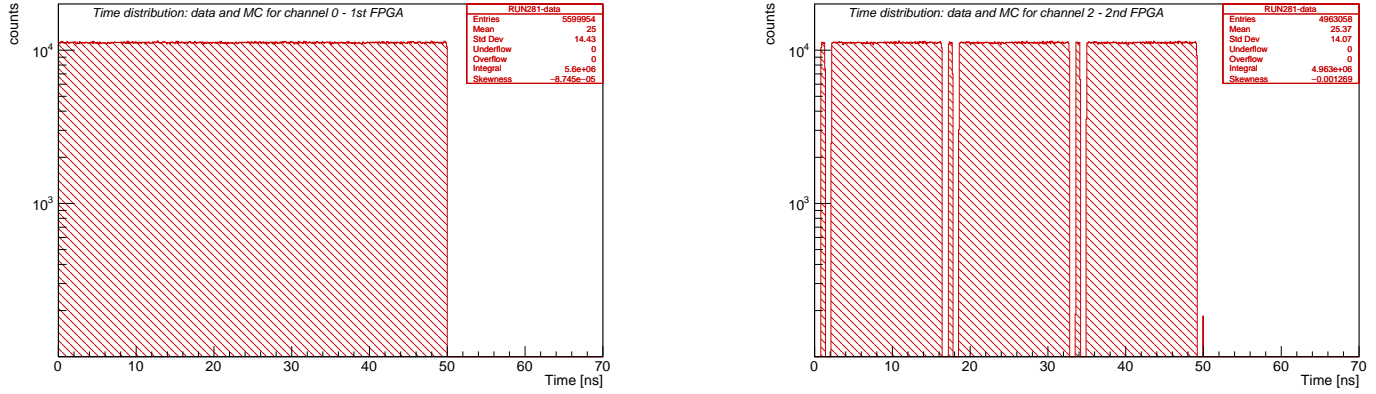 Time distribution: data and MC for channel 0 - 1st FPGA
RUN281-data
Entries 5599954
Mean 25
Std Dev 14.43
Underflow 0
Overflow 0
Integral 5.6e+06
Skewness −8.745e−05
counts
10⁴
10³
0 10 20 30 40 50 60 70
Time [ns]
Time distribution: data and MC for channel 2 - 2nd FPGA
RUN281-data
Entries 4963058
Mean 25.37
Std Dev 14.07
Underflow 0
Overflow 0
Integral 4.963e+06
Skewness −0.001269
counts
10⁴
10³
0 10 20 30 40 50 60 70
Time [ns]